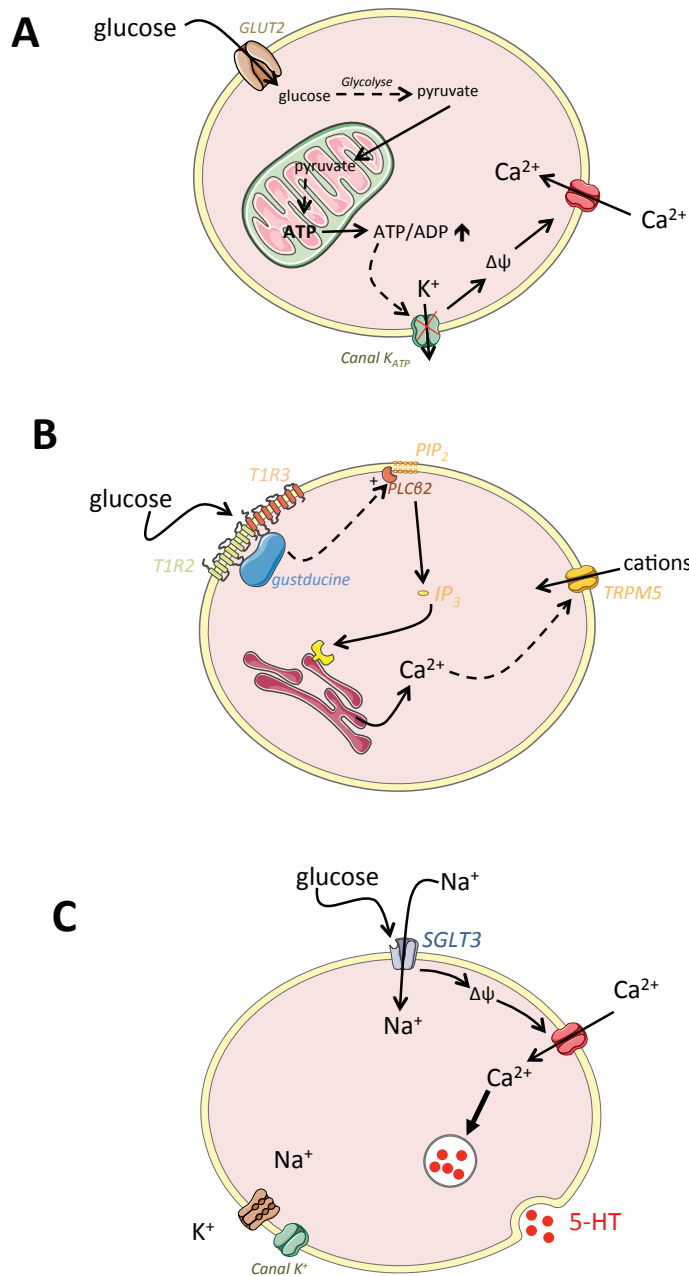 A
glucose
GLUT2
glucose
Glycolyse
pyruvate
pyruvate
ATP
ATP/ADP
Ca²⁺
Ca²⁺
Δψ
K⁺
Canal K_ATP
B
glucose
T1R3
T1R2
gustducine
+
PIP₂
PLCβ2
IP₃
Ca²⁺
cations
TRPM5
C
glucose
Na⁺
SGLT3
Δψ
Na⁺
Ca²⁺
Ca²⁺
Na⁺
K⁺
Canal K⁺
5-HT